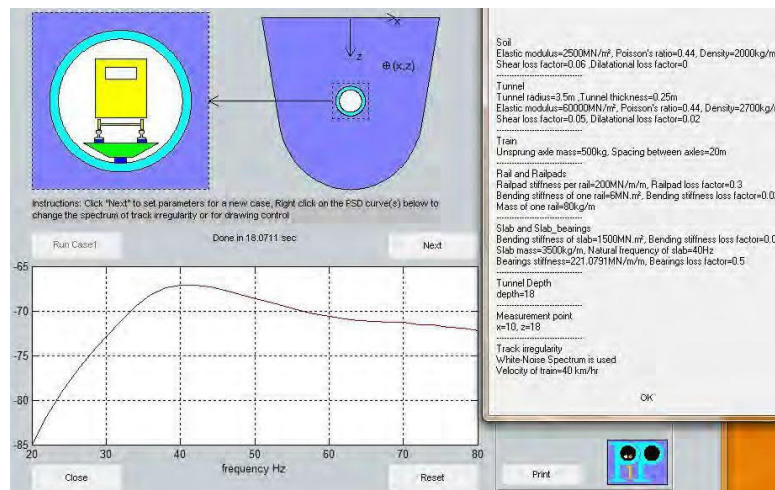 x
z
⊕(x,z)
Instructions: Click "Next" to set parameters for a new case, Right click on the PSD curve(s) below to
change the spectrum of track irregularity or for drawing control
Run Case1
Done in 18.0711 sec
Next
-65
-70
-75
-80
-85
20 30 40 50 60 70 80
frequency Hz
Close
Reset
Soil
Elastic modulus=2500MN/m², Poisson's ratio=0.44, Density=2000kg/m
Shear loss factor=0.06 ,Dilatational loss factor=0
------------------------------
Tunnel
Tunnel radius=3.5m ,Tunnel thickness=0.25m
Elastic modulus=60000MN/m², Poisson's ratio=0.44, Density=2700kg/
Shear loss factor=0.05, Dilatational loss factor=0.02
------------------------------
Train
Unsprung axle mass=500kg, Spacing between axles=20m
------------------------------
Rail and Railpads
Railpad stiffness per rail=200MN/m/m, Railpad loss factor=0.3
Bending stiffness of one rail=6MN.m², Bending stiffness loss factor=0.0
Mass of one rail=80kg/m
------------------------------
Slab and Slab_bearings
Bending stiffness of slab=1500MN.m², Bending stiffness loss factor=0.0
Slab mass=3500kg/m, Natural frequency of slab=40Hz
Bearings stiffness=221.0791MN/m/m, Bearings loss factor=0.5
------------------------------
Tunnel Depth
depth=18
------------------------------
Measurement point
x=10, z=18
------------------------------
Track irregularity
White-Noise Spectrum is used
Velocity of train=40 km/hr
OK
Print